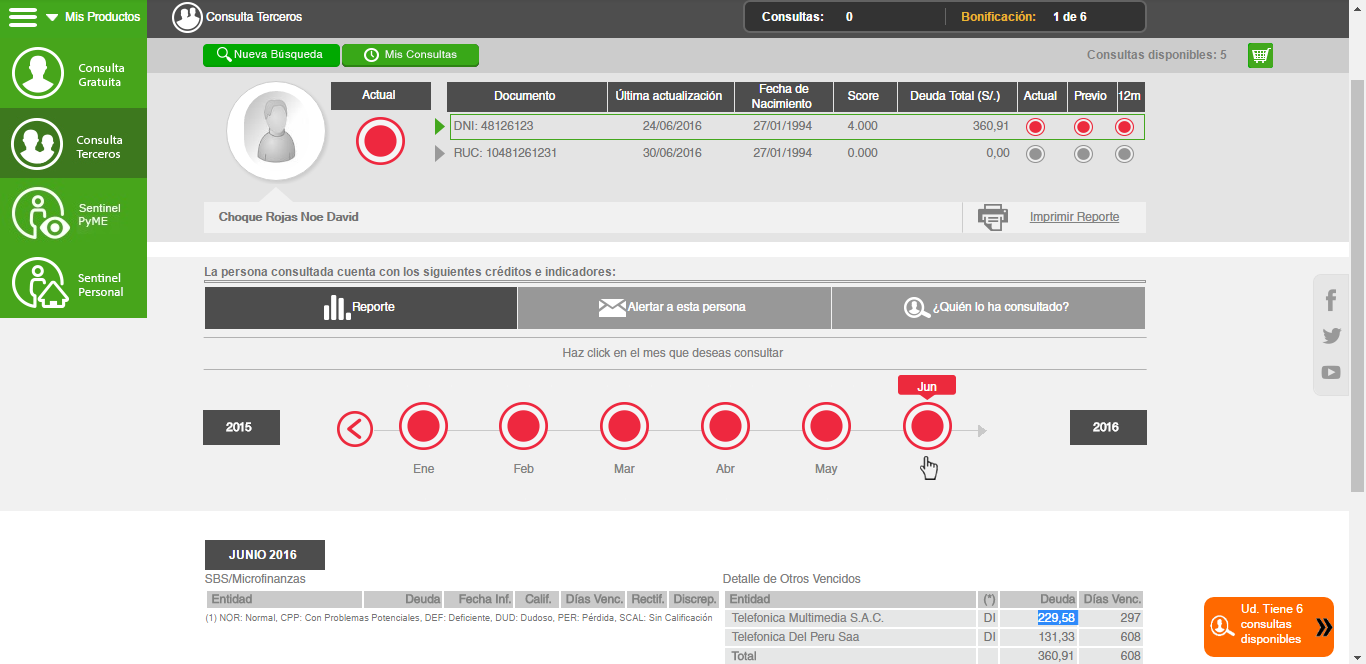 Mis Productos
Consulta Terceros
Consultas: 0
Bonificación: 1 de 6
Consulta
Gratuita
Consulta
Terceros
Sentinel
PyME
Sentinel
Personal
Nueva Búsqueda
Mis Consultas
Consultas disponibles: 5
Actual
Documento Última actualización Fecha de Nacimiento Score Deuda Total (S/.) Actual Previo 12m
DNI: 48126123 24/06/2016 27/01/1994 4.000 360,91
RUC: 10481261231 30/06/2016 27/01/1994 0.000 0,00
Choque Rojas Noe David
Imprimir Reporte
La persona consultada cuenta con los siguientes créditos e indicadores:
Reporte
Alertar a esta persona
¿Quién lo ha consultado?
Haz click en el mes que deseas consultar
Jun
2015
2016
Ene Feb Mar Abr May
JUNIO 2016
SBS/Microfinanzas
Entidad Deuda Fecha Inf. Calif. Días Venc. Rectif. Discrep.
(1) NOR: Normal, CPP: Con Problemas Potenciales, DEF: Deficiente, DUD: Dudoso, PER: Pérdida, SCAL: Sin Calificación
Detalle de Otros Vencidos
Entidad (*) Deuda Días Venc.
Telefonica Multimedia S.A.C. DI 229,58 297
Telefonica Del Peru Saa DI 131,33 608
Total 360,91 608
Ud. Tiene 6
consultas
disponibles